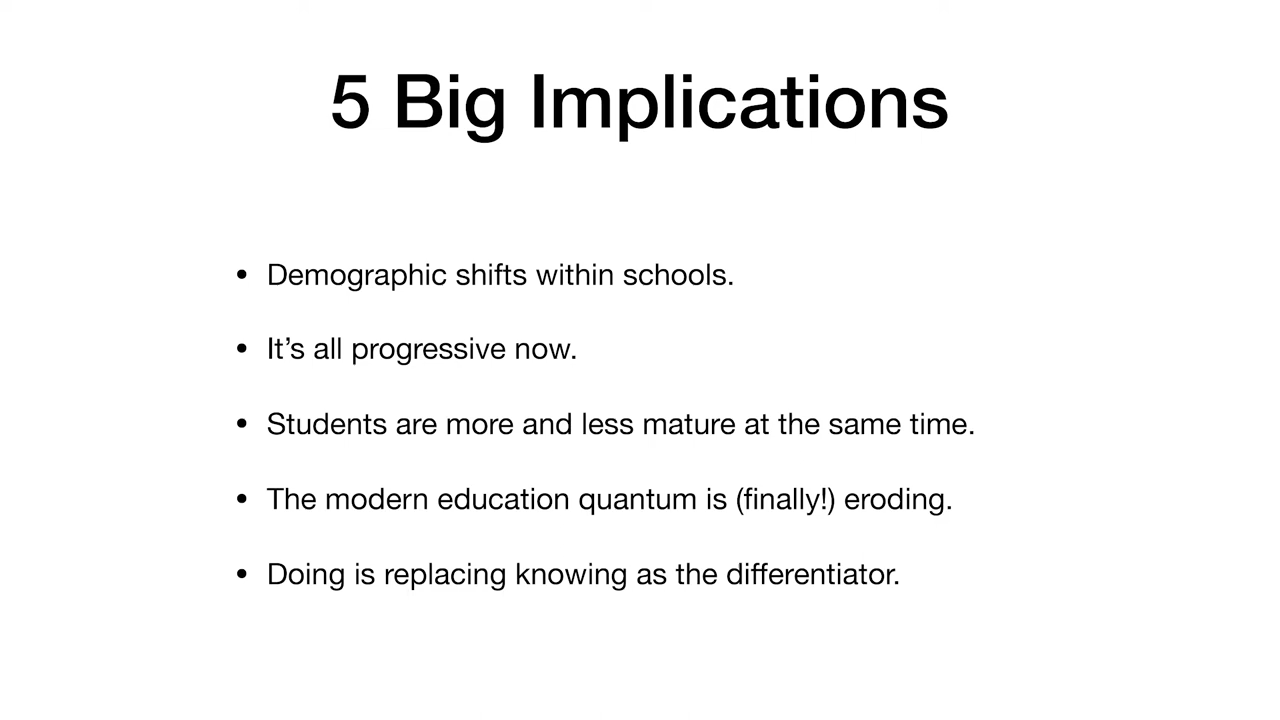 5 Big Implications
• Demographic shifts within schools.
• It’s all progressive now.
• Students are more and less mature at the same time.
• The modern education quantum is (finally!) eroding.
• Doing is replacing knowing as the differentiator.